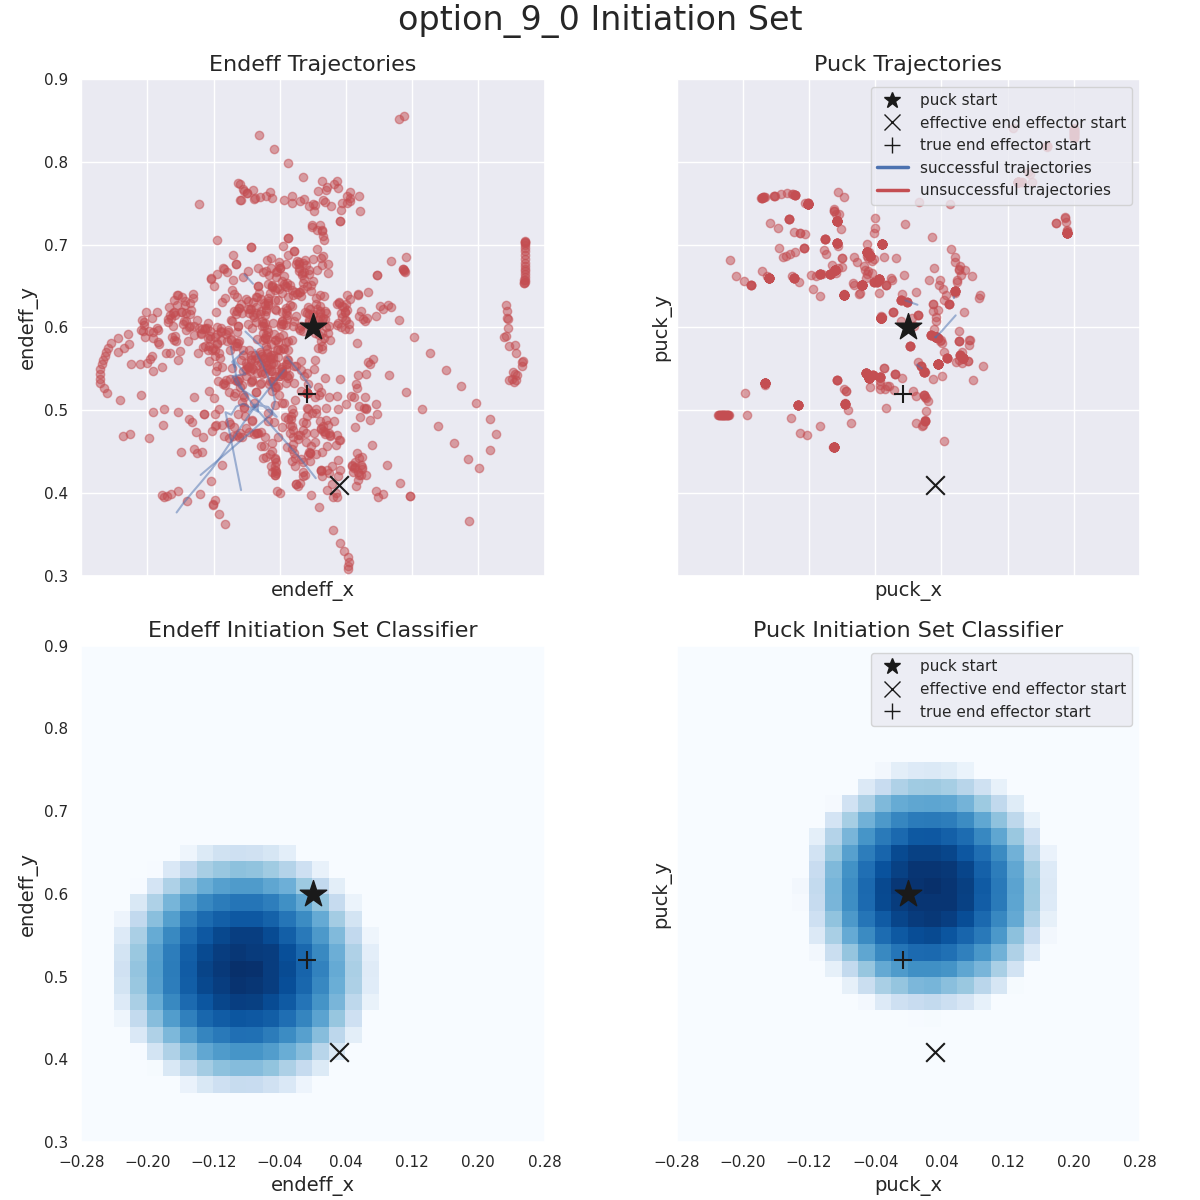 option_9_0 Initiation Set
Endeff Trajectories
0.9
0.8
0.7
0.6
0.5
0.4
0.3
endeff_y
endeff_x
Puck Trajectories
puck start
effective end effector start
true end effector start
successful trajectories
unsuccessful trajectories
puck_y
puck_x
Endeff Initiation Set Classifier
0.9
0.8
0.7
0.6
0.5
0.4
0.3
endeff_y
−0.28 −0.20 −0.12 −0.04 0.04 0.12 0.20 0.28
endeff_x
Puck Initiation Set Classifier
puck start
effective end effector start
true end effector start
puck_y
−0.28 −0.20 −0.12 −0.04 0.04 0.12 0.20 0.28
puck_x